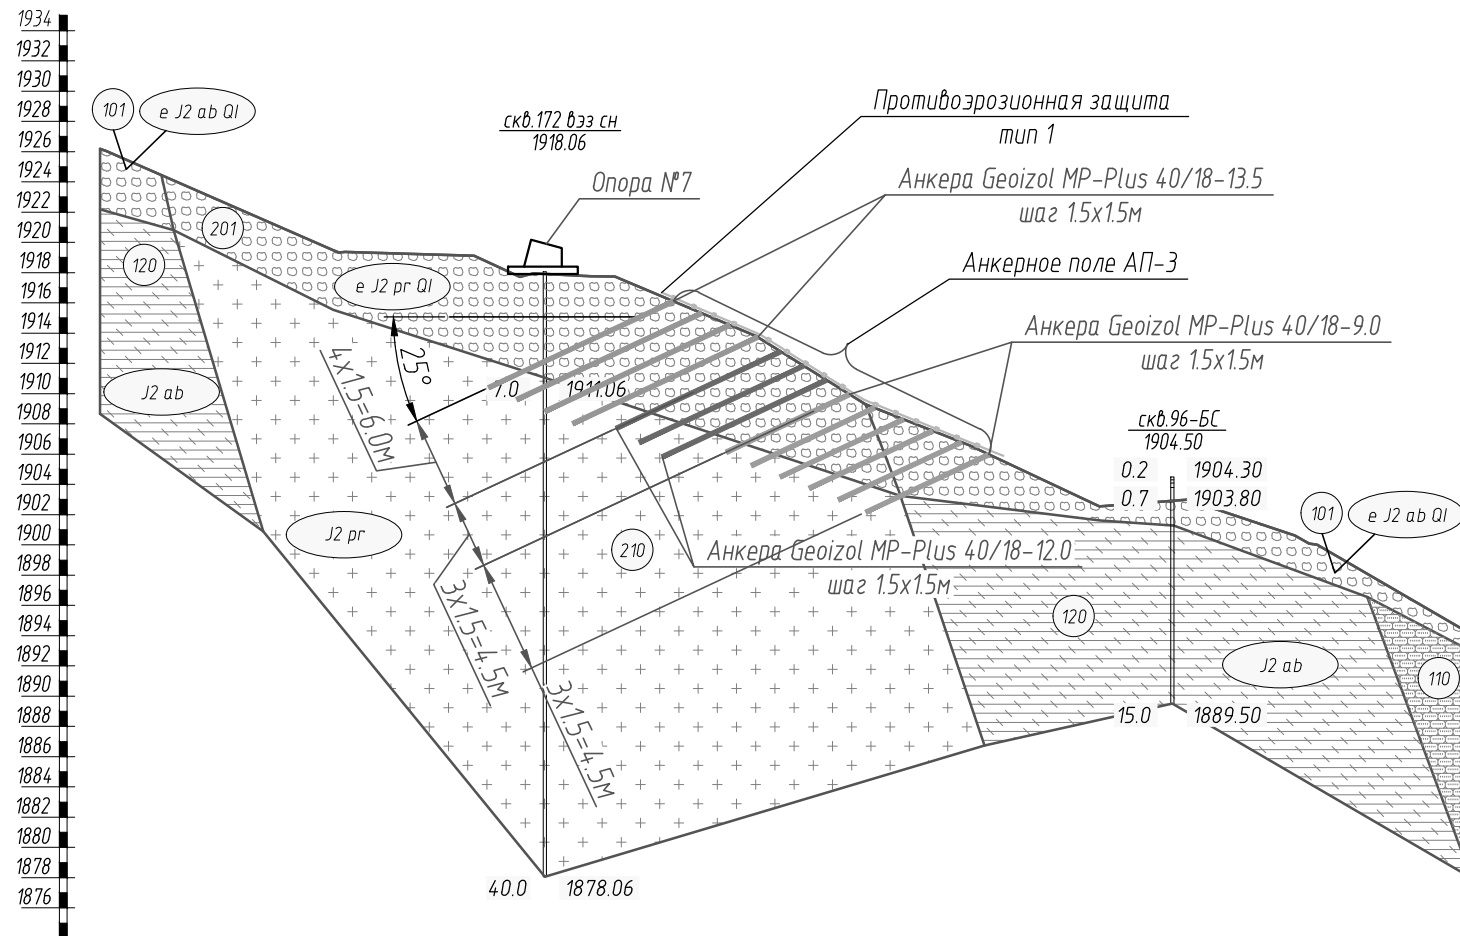 1934
1932
1930
1928
1926
1924
1922
1920
1918
1916
1914
1912
1910
1908
1906
1904
1902
1900
1898
1896
1894
1892
1890
1888
1886
1884
1882
1880
1878
1876
101
e J2 ab QI
скв.172 вэз сн
1918.06
Противоэрозионная защита
тип 1
Опора №7
Анкера Geoizol MP-Plus 40/18-13.5
шаг 1.5х1.5м
201
120
Анкерное поле АП-3
e J2 pr QI
Анкера Geoizol MP-Plus 40/18-9.0
шаг 1.5х1.5м
25°
4х1.5=6.0м
7.0
1911.06
J2 ab
скв.96-БС
1904.50
0.2
1904.30
0.7
1903.80
101
e J2 ab QI
J2 pr
210
Анкера Geoizol MP-Plus 40/18-12.0
шаг 1.5х1.5м
3х1.5=4.5м
120
J2 ab
110
3х1.5=4.5м
15.0
1889.50
40.0
1878.06